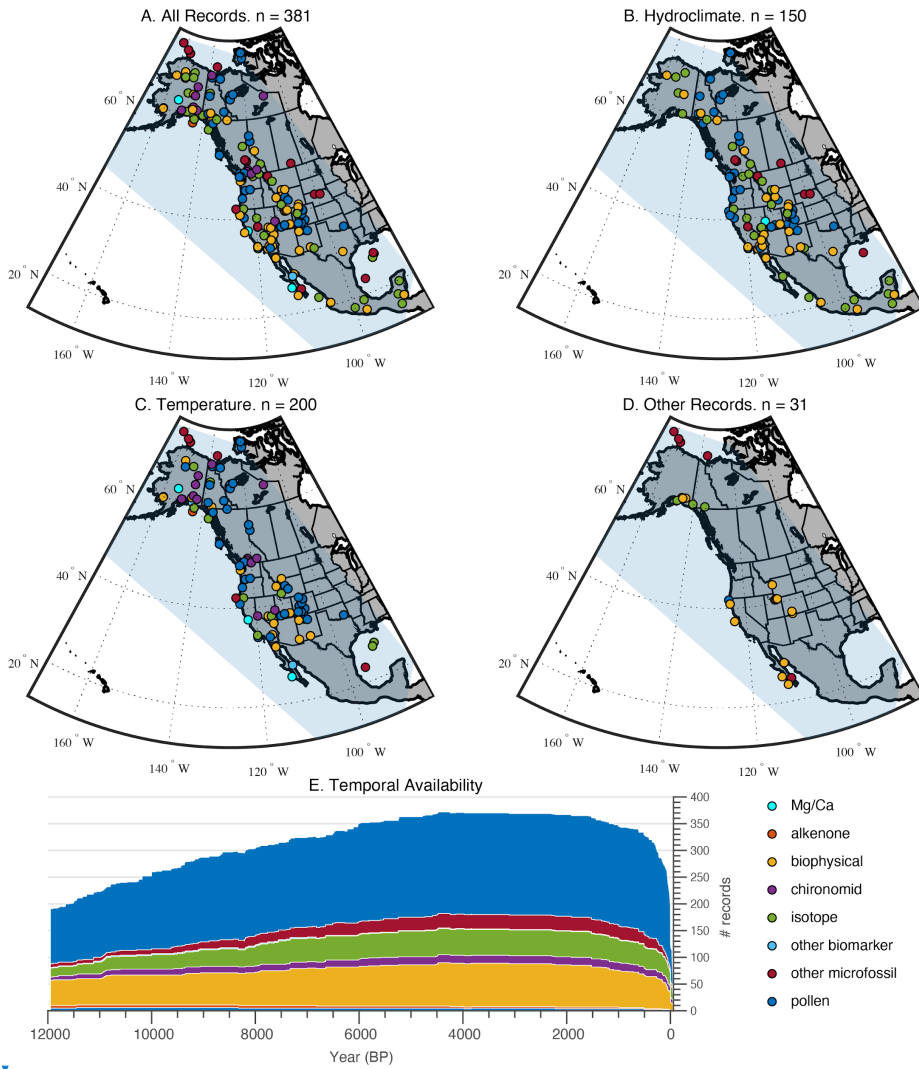 A. All Records. n = 381
B. Hydroclimate. n = 150
60 ° N
40 ° N
20 ° N
160 ° W
140 ° W
120 ° W
100 ° W
60 ° N
40 ° N
20 ° N
160 ° W
140 ° W
120 ° W
100 ° W
C. Temperature. n = 200
D. Other Records. n = 31
60 ° N
40 ° N
20 ° N
160 ° W
140 ° W
120 ° W
100 ° W
60 ° N
40 ° N
20 ° N
160 ° W
140 ° W
120 ° W
100 ° W
E. Temporal Availability
400
350
300
250
200
150
100
50
0
# records
12000
10000
8000
6000
4000
2000
0
Year (BP)
Mg/Ca
alkenone
biophysical
chironomid
isotope
other biomarker
other microfossil
pollen